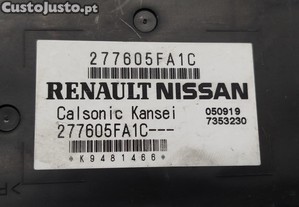 CustoJusto.pt
277605FA1C
RENAULT NISSAN
Calsonic Kansei
050919
7353230
277605FA1C---
*K9481466*